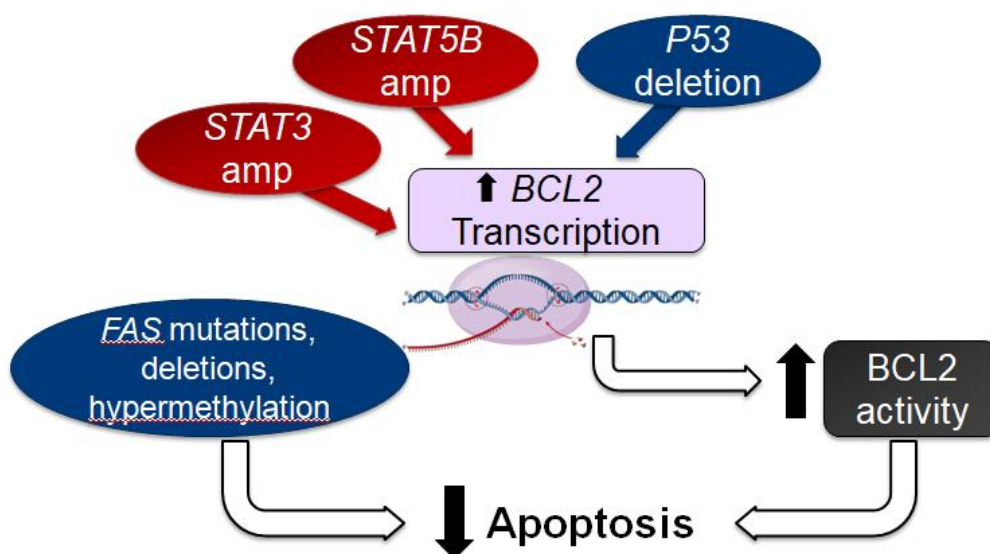 STAT5B
amp
P53
deletion
STAT3
amp
BCL2
Transcription
FAS mutations,
deletions,
hypermethylation
BCL2
activity
Apoptosis